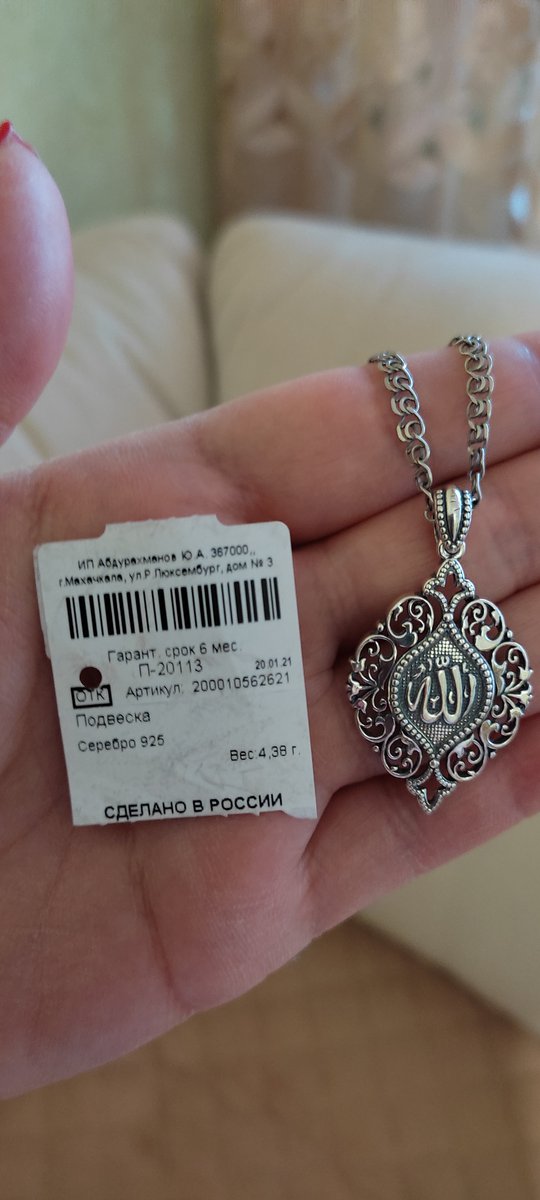 ИП Абдурахманов Ю.А. 367000,,
г.Махачкала, ул.Р.Люксембург, дом № 3
Гарант. срок 6 мес.
П-20113 20.01.21
ОТК Артикул. 200010562621
Подвеска
Серебро 925
Вес:4,38 г.
СДЕЛАНО В РОССИИ
الله